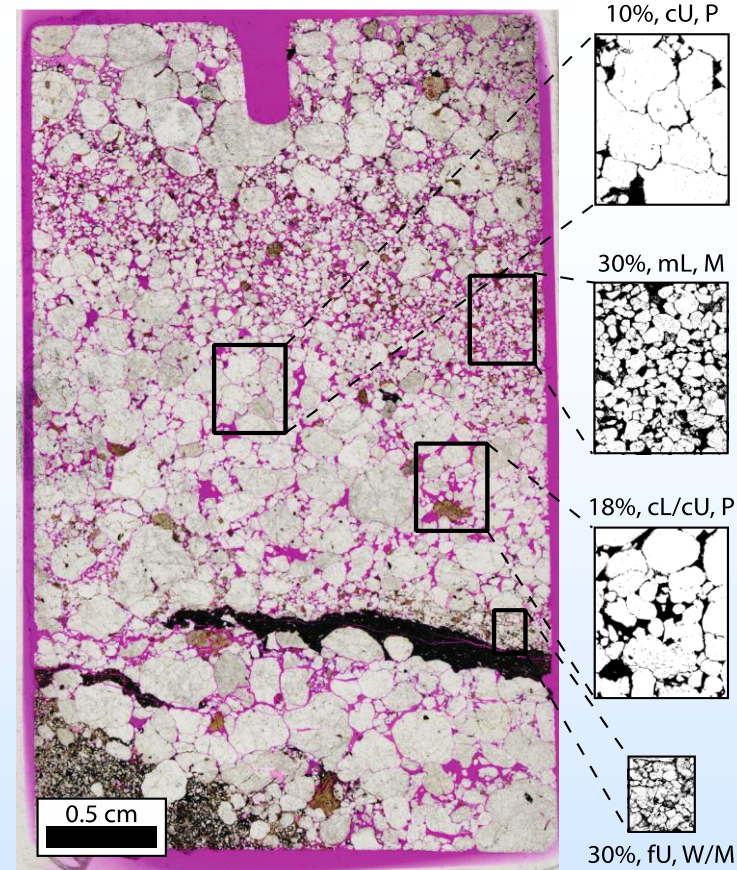 10%, cU, P
30%, mL, M
18%, cL/cU, P
30%, fU, W/M
0.5 cm